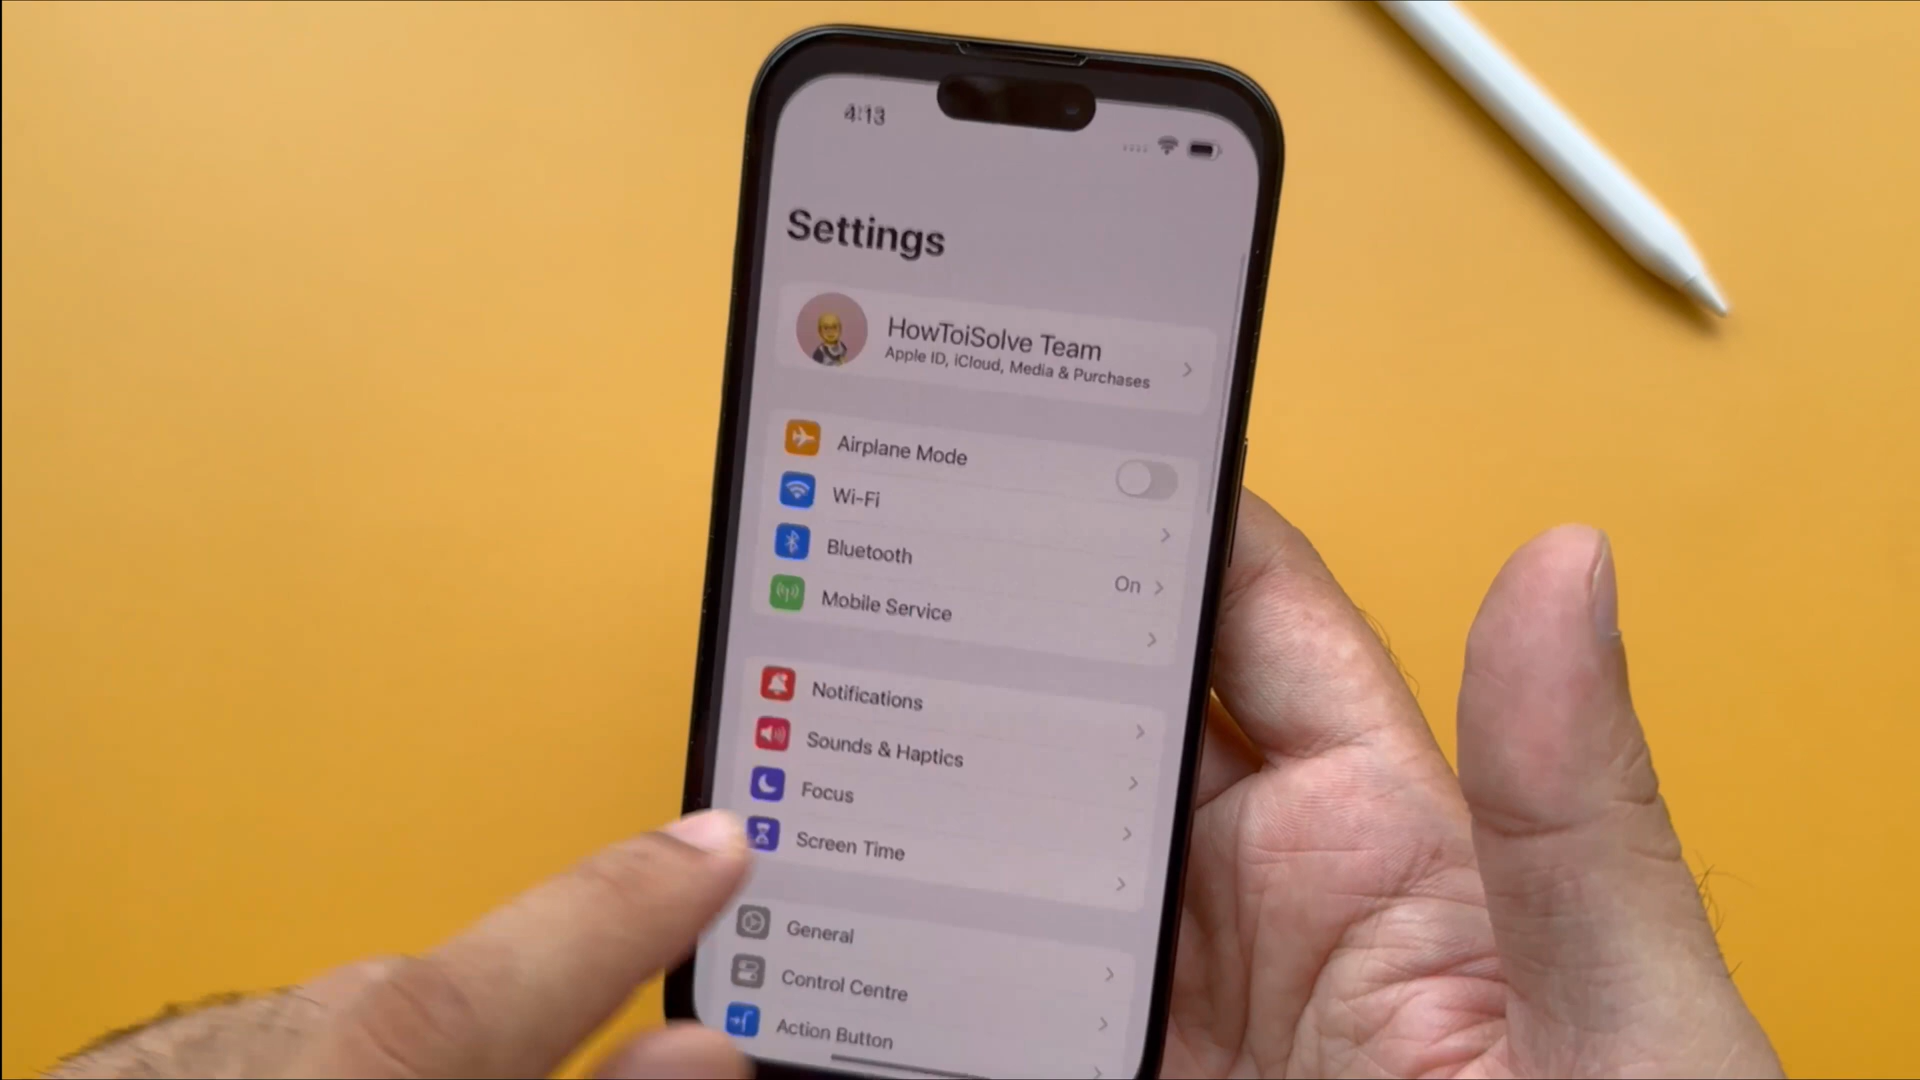 4:13
Settings
HowToiSolve Team
Apple ID, iCloud, Media & Purchases
Airplane Mode
Wi-Fi
Bluetooth
On
Mobile Service
Notifications
Sounds & Haptics
Focus
Screen Time
General
Control Centre
Action Button